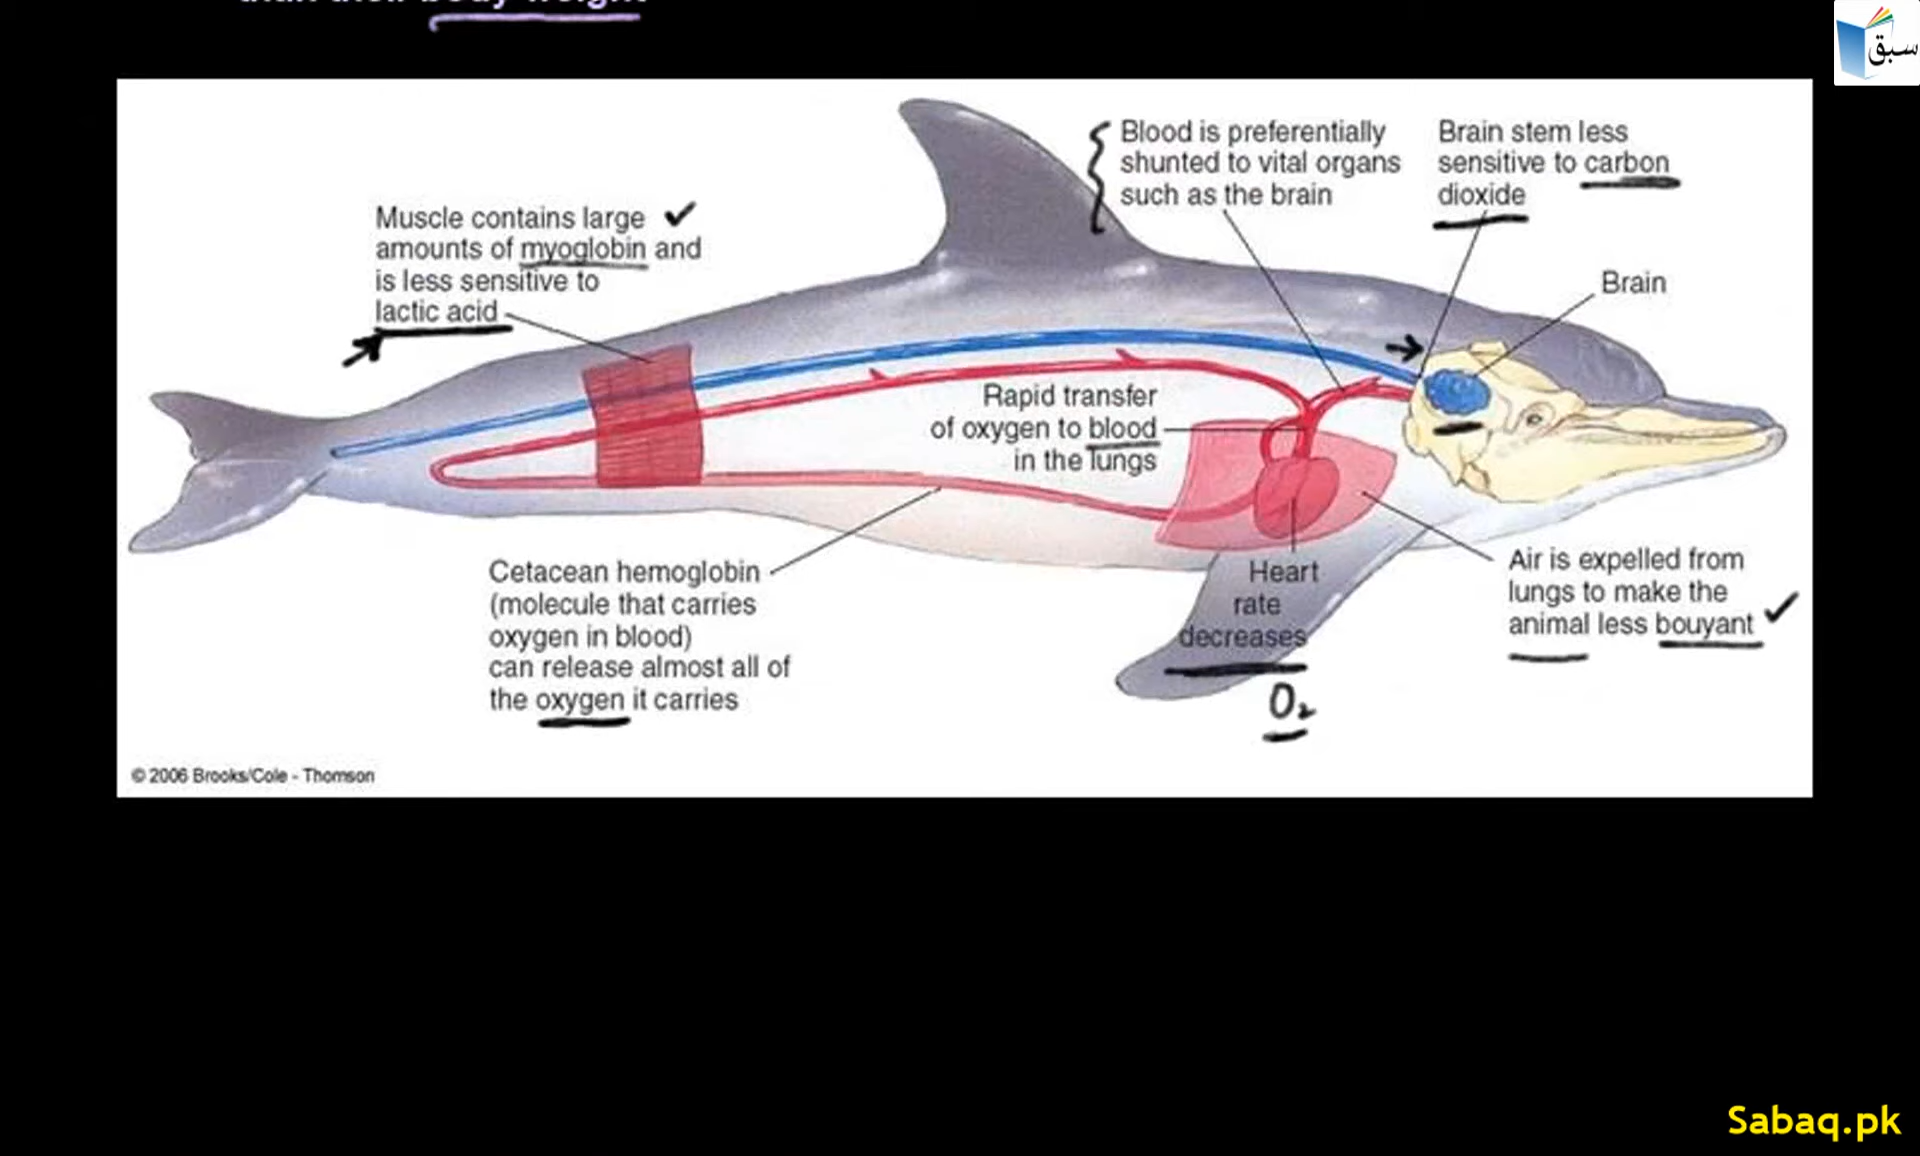 than their body weight
سبق
Blood is preferentially
shunted to vital organs
such as the brain
Brain stem less
sensitive to carbon
dioxide
Muscle contains large
amounts of myoglobin and
is less sensitive to
lactic acid
Brain
Rapid transfer
of oxygen to blood
in the lungs
Cetacean hemoglobin
(molecule that carries
oxygen in blood)
can release almost all of
the oxygen it carries
Heart
rate
decreases
O₂
Air is expelled from
lungs to make the
animal less bouyant
© 2006 Brooks/Cole - Thomson
Sabaq.pk